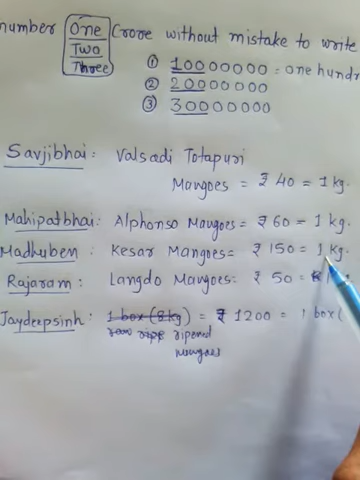 number One Crore without mistake to write
Two
Three
① 10000000 = one hundr
② 20000000
③ 30000000
Savjibhai: Valsadi Totapuri
Mangoes = ₹ 40 = 1 kg.
Mahipatbhai: Alphonso Mangoes = ₹ 60 = 1 kg.
Madhuben: Kesar Mangoes = ₹ 150 = 1 kg.
Rajaram: Langdo Mangoes: ₹ 50 = 1
Jaydeepsinh: 1 box (8 kg) = ₹ 1200 = 1 box (
ripened
Mangoes